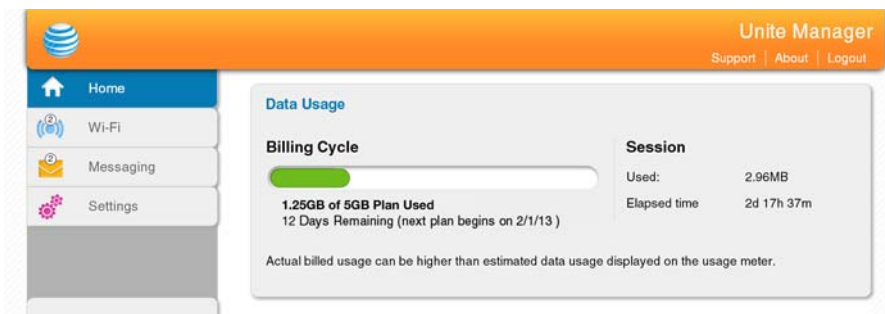 Unite Manager
Support | About | Logout
Home
2
Wi-Fi
2
Messaging
Settings
Data Usage
Billing Cycle
1.25GB of 5GB Plan Used
12 Days Remaining (next plan begins on 2/1/13 )
Session
Used: 2.96MB
Elapsed time 2d 17h 37m
Actual billed usage can be higher than estimated data usage displayed on the usage meter.